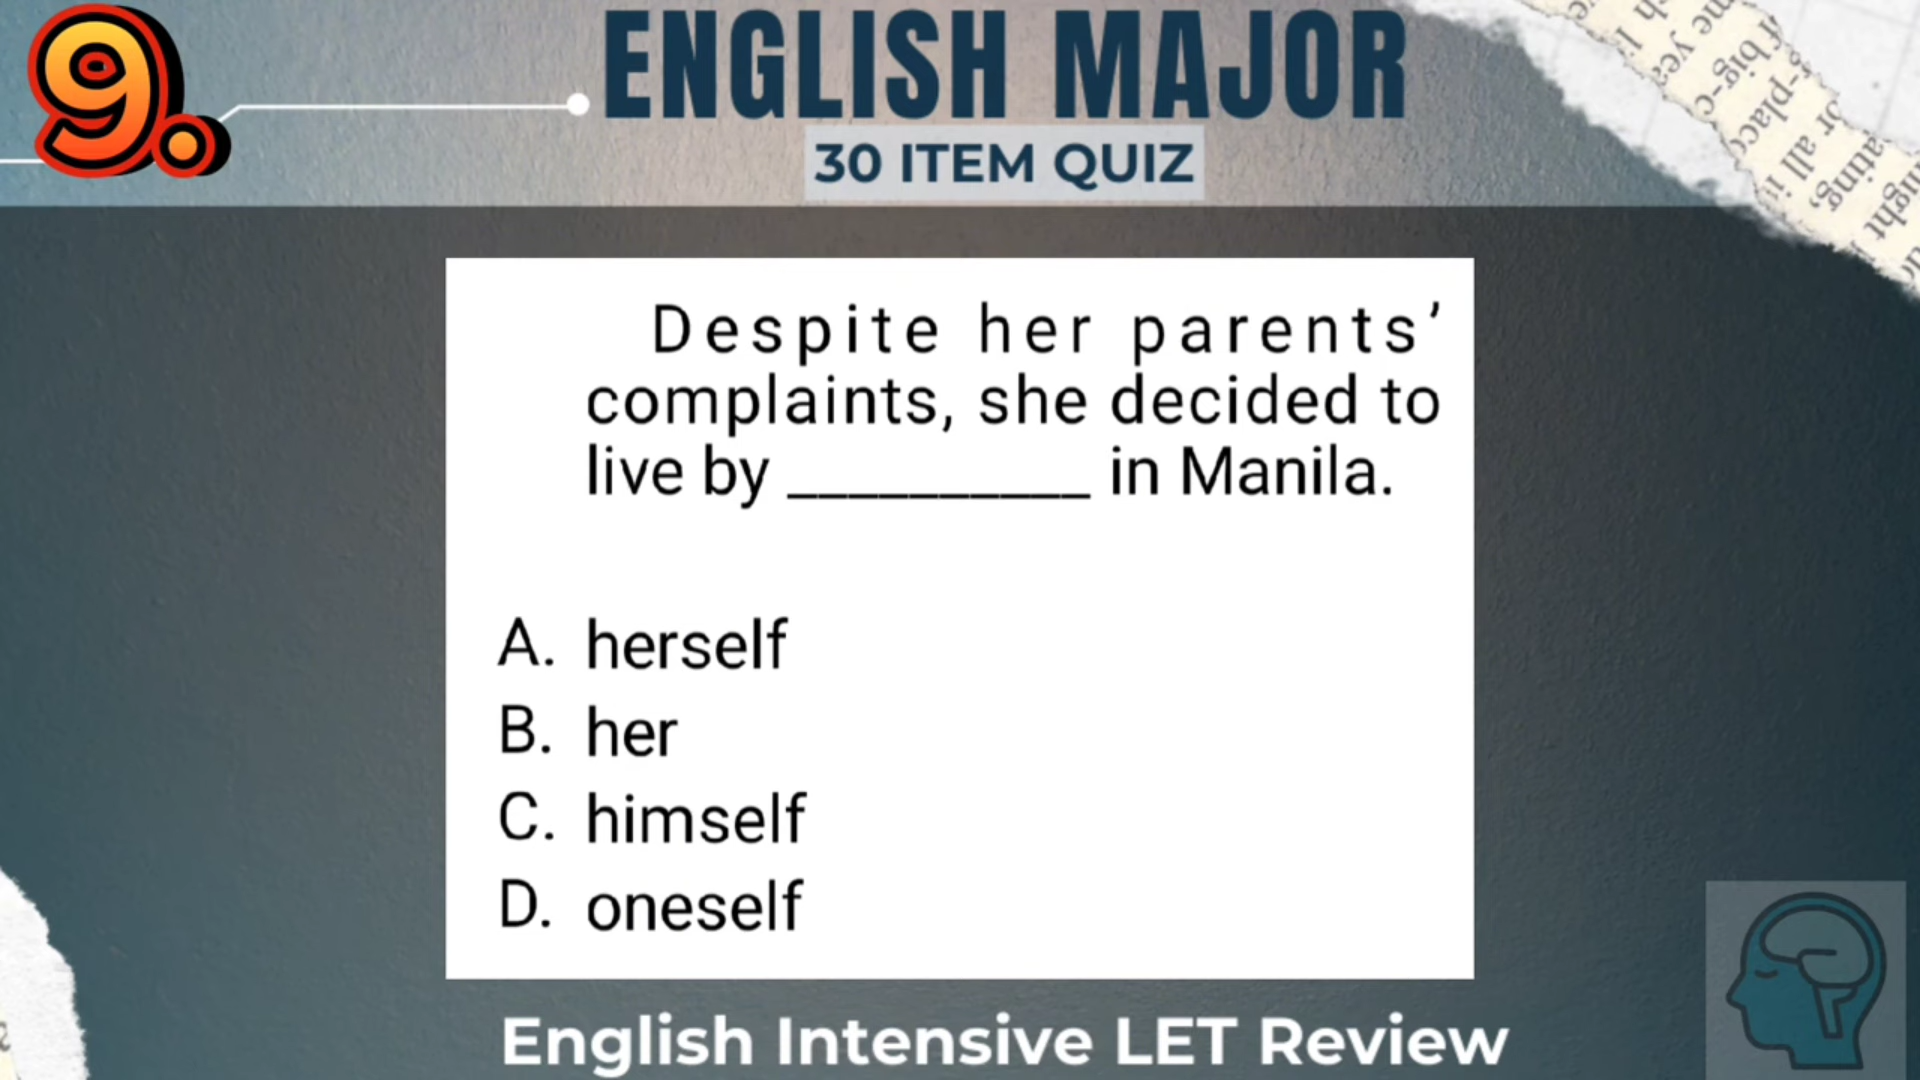 9.
ENGLISH MAJOR
30 ITEM QUIZ
Despite her parents’
complaints, she decided to
live by __________ in Manila.
A. herself
B. her
C. himself
D. oneself
English Intensive LET Review